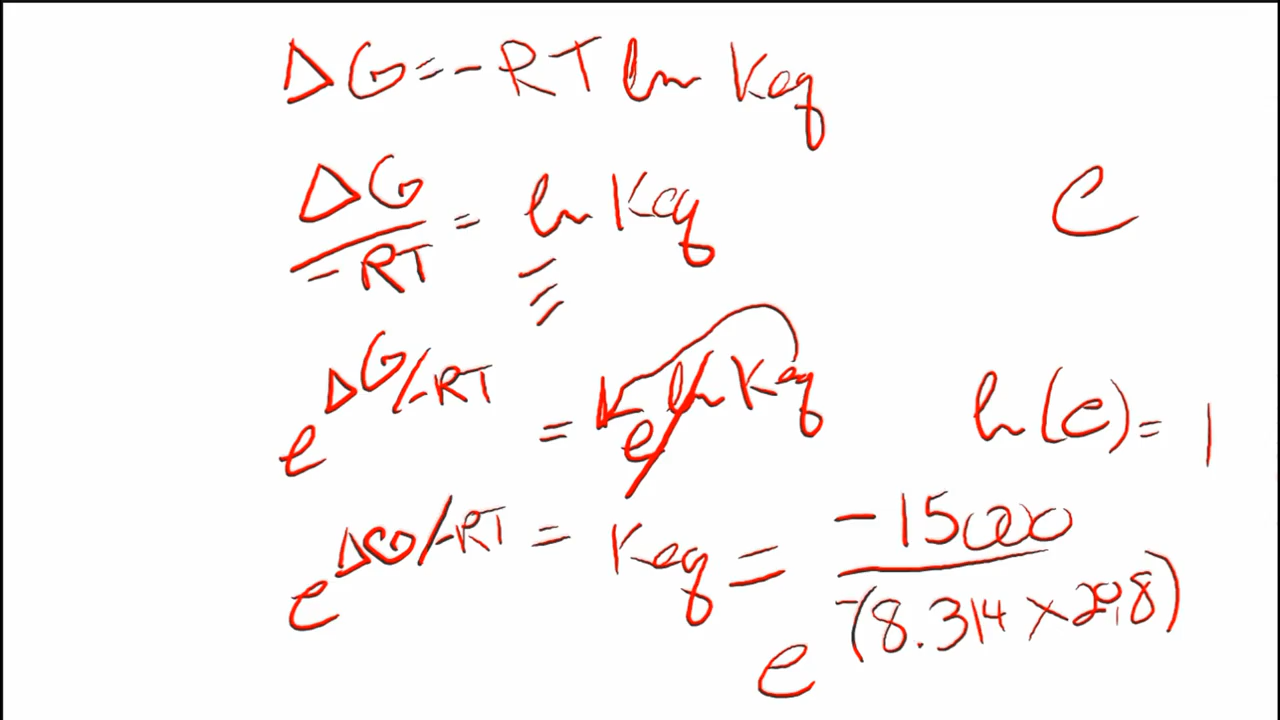 ΔG = -RT ln Keq
ΔG/-RT = ln Keq
e
e^(ΔG/-RT) = e^(ln Keq)
ln(e) = 1
e^(ΔG/-RT) = Keq = e^(-15000/-(8.314 × 298))